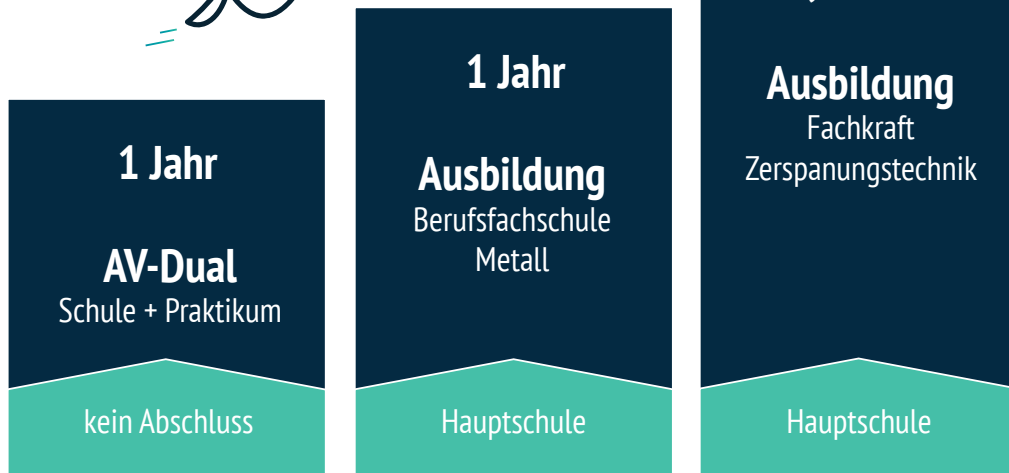 1 Jahr
AV-Dual
Schule + Praktikum
kein Abschluss
1 Jahr
Ausbildung
Berufsfachschule
Metall
Hauptschule
Ausbildung
Fachkraft
Zerspanungstechnik
Hauptschule